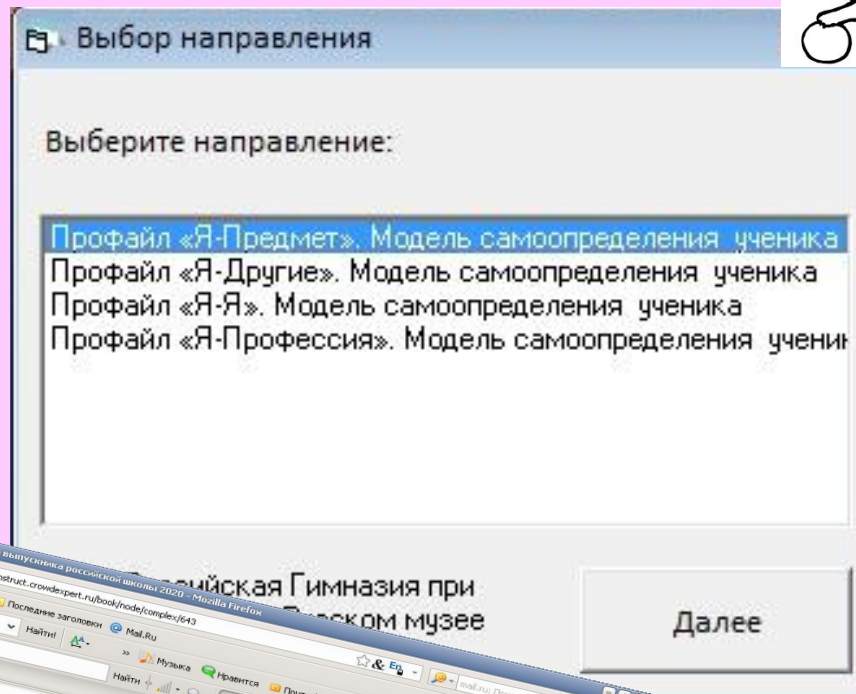 Выбор направления
Выберите направление:
Профайл «Я-Предмет». Модель самоопределения ученика
Профайл «Я-Другие». Модель самоопределения ученика
Профайл «Я-Я». Модель самоопределения ученика
Профайл «Я-Профессия». Модель самоопределения учени
Гимназия при
музее
Далее
выпускника российской школы 2020 - Mozilla Firefox
struct.crowdexpert.ru/book/node/complex/643
Последние заголовки Mail.Ru
Найти!
Музыка Нравится
Найти
mail.ru: